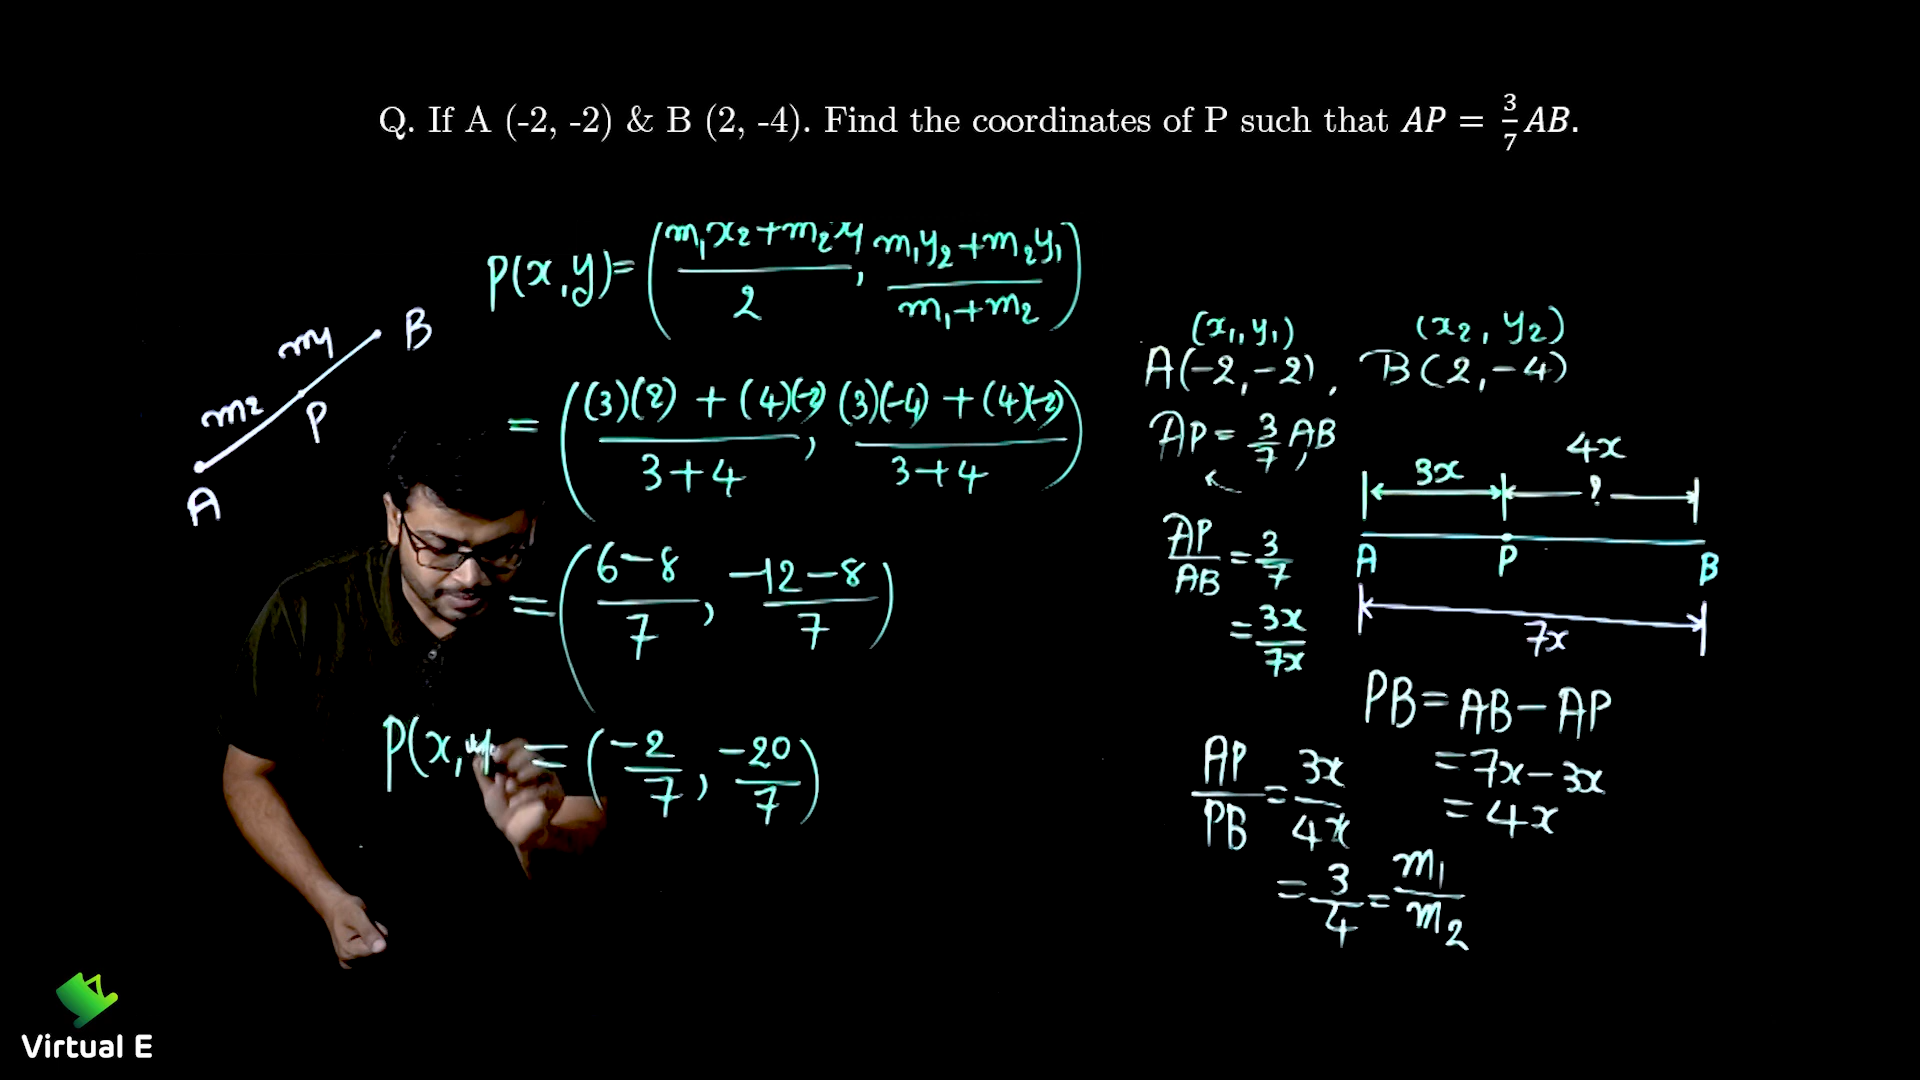 Q. If A (-2, -2) & B (2, -4). Find the coordinates of P such that AP = 3/7 AB.
P(x,y) = ((m₁x₂+m₂x)/2, (m₁y₂+m₂y₁)/(m₁+m₂))
= (((3)(2) + (4)(-2))/(3+4), ((3)(-4) + (4)(-2))/(3+4))
= ((6-8)/7, (-12-8)/7)
P(x, = (-2/7, -20/7)
B
m₁
m₂
P
A
(x₁,y₁) (x₂, y₂)
A(-2,-2), B(2,-4)
AP = 3/7 AB,
AP/AB = 3/7
= 3x/7x
4x
3x ?
A P B
7x
PB = AB - AP
= 7x - 3x
= 4x
AP/PB = 3x/4x
= 3/4 = m₁/m₂
Virtual E